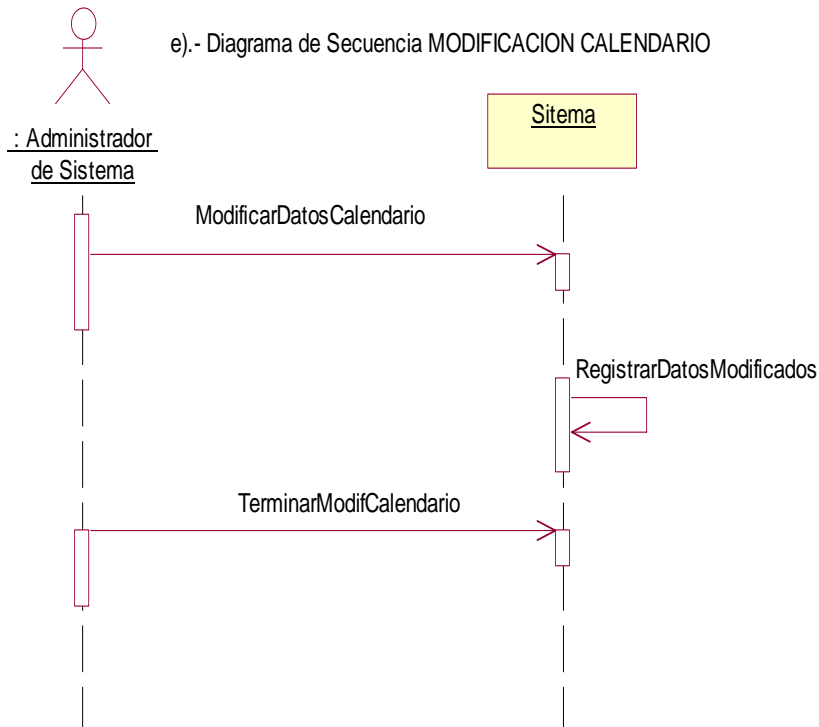 e).- Diagrama de Secuencia MODIFICACION CALENDARIO
Sitema
: Administrador
de Sistema
ModificarDatosCalendario
RegistrarDatosModificados
TerminarModifCalendario